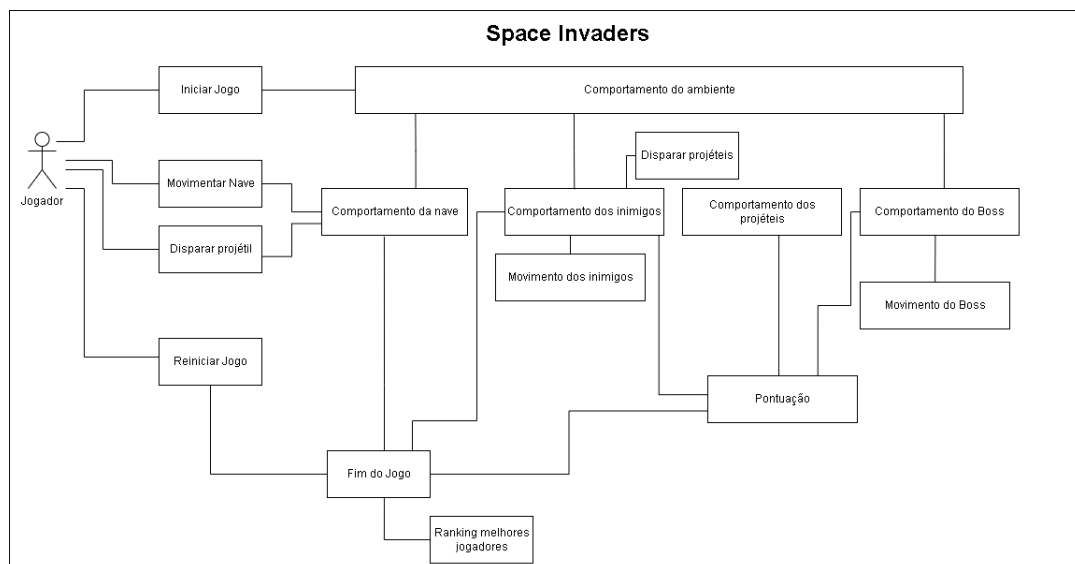 Space Invaders
Iniciar Jogo
Comportamento do ambiente
Disparar projéteis
Jogador
Movimentar Nave
Comportamento da nave
Comportamento dos inimigos
Comportamento dos
projéteis
Comportamento do Boss
Disparar projétil
Movimento dos inimigos
Movimento do Boss
Reiniciar Jogo
Pontuação
Fim do Jogo
Ranking melhores
jogadores